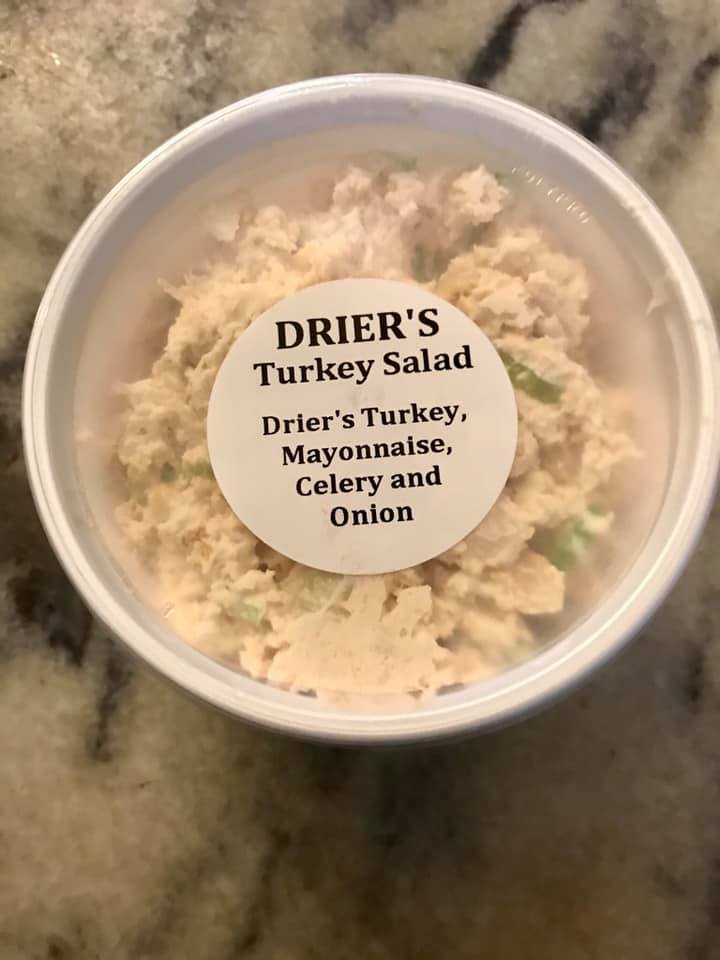 DRIER'S
Turkey Salad
Drier's Turkey,
Mayonnaise,
Celery and
Onion